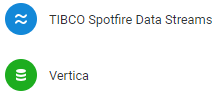 TIBCO Spotfire Data Streams
Vertica